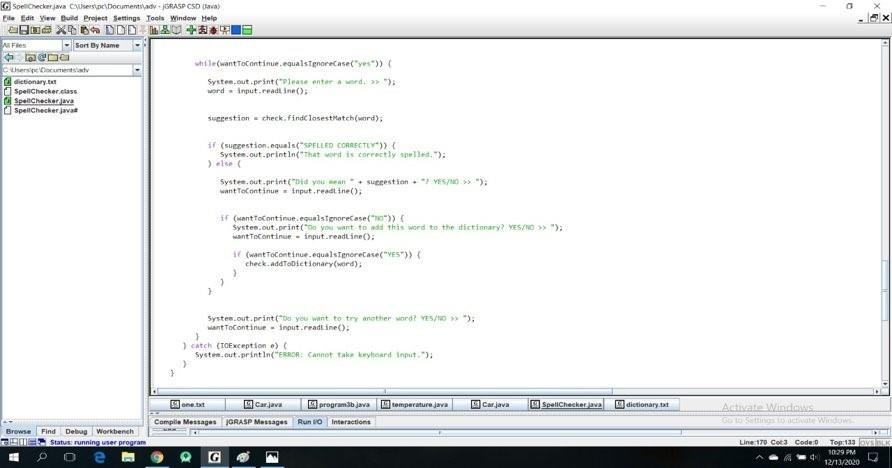 SpellChecker.java C:\Users\pc\Documents\adv - jGRASP CSD (Java)
File Edit View Build Project Settings Tools Window Help
All Files Sort By Name
C:\Users\pc\Documents\adv
dictionary.txt
SpellChecker.class
SpellChecker.java
SpellChecker.java#
while(wantToContinue.equalsIgnoreCase("yes")) {
System.out.print("Please enter a word. >> ");
word = input.readLine();
suggestion = check.findClosestMatch(word);
if (suggestion.equals("SPELLED CORRECTLY")) {
System.out.println("That word is correctly spelled.");
} else {
System.out.print("Did you mean " + suggestion + "? YES/NO >> ");
wantToContinue = input.readLine();
if (wantToContinue.equalsIgnoreCase("NO")) {
System.out.print("Do you want to add this word to the dictionary? YES/NO >> ");
wantToContinue = input.readLine();
if (wantToContinue.equalsIgnoreCase("YES")) {
check.addToDictionary(word);
}
}
}
System.out.print("Do you want to try another word? YES/NO >> ");
wantToContinue = input.readLine();
}
} catch (IOException e) {
System.out.println("ERROR: Cannot take keyboard input.");
}
}
one.txt Car.java program3b.java temperature.java Car.java SpellChecker.java dictionary.txt
Activate Windows
Go to Settings to activate Windows.
Compile Messages jGRASP Messages Run I/O Interactions
Browse Find Debug Workbench
Status: running user program
Line:170 Col:3 Code:0 Top:133 OVS BLK
10:29 PM
12/13/2020